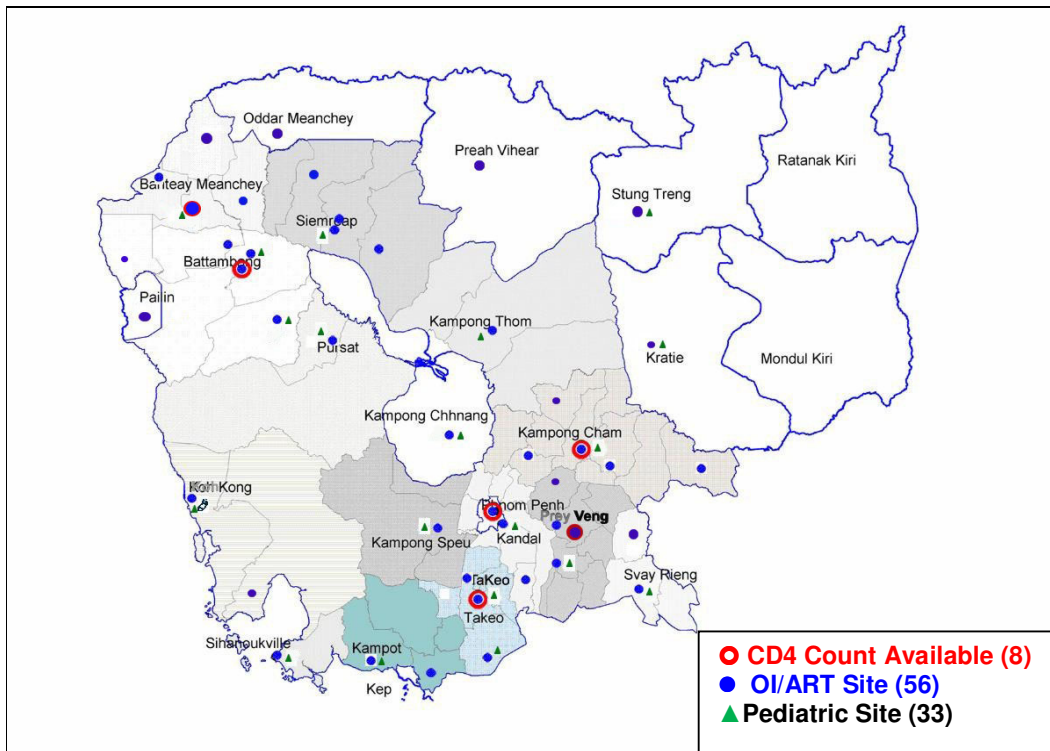 Oddar Meanchey
Preah Vihear
Ratanak Kiri
Banteay Meanchey
Stung Treng
Siemreap
Battambang
Pailin
Kampong Thom
Pursat
Kratie
Mondul Kiri
Kampong Chhnang
Kampong Cham
Koh Kong
Phnom Penh
Prey Veng
Kandal
Kampong Speu
TaKeo
Svay Rieng
Takeo
Sihanoukville
Kampot
Kep
CD4 Count Available (8)
OI/ART Site (56)
Pediatric Site (33)